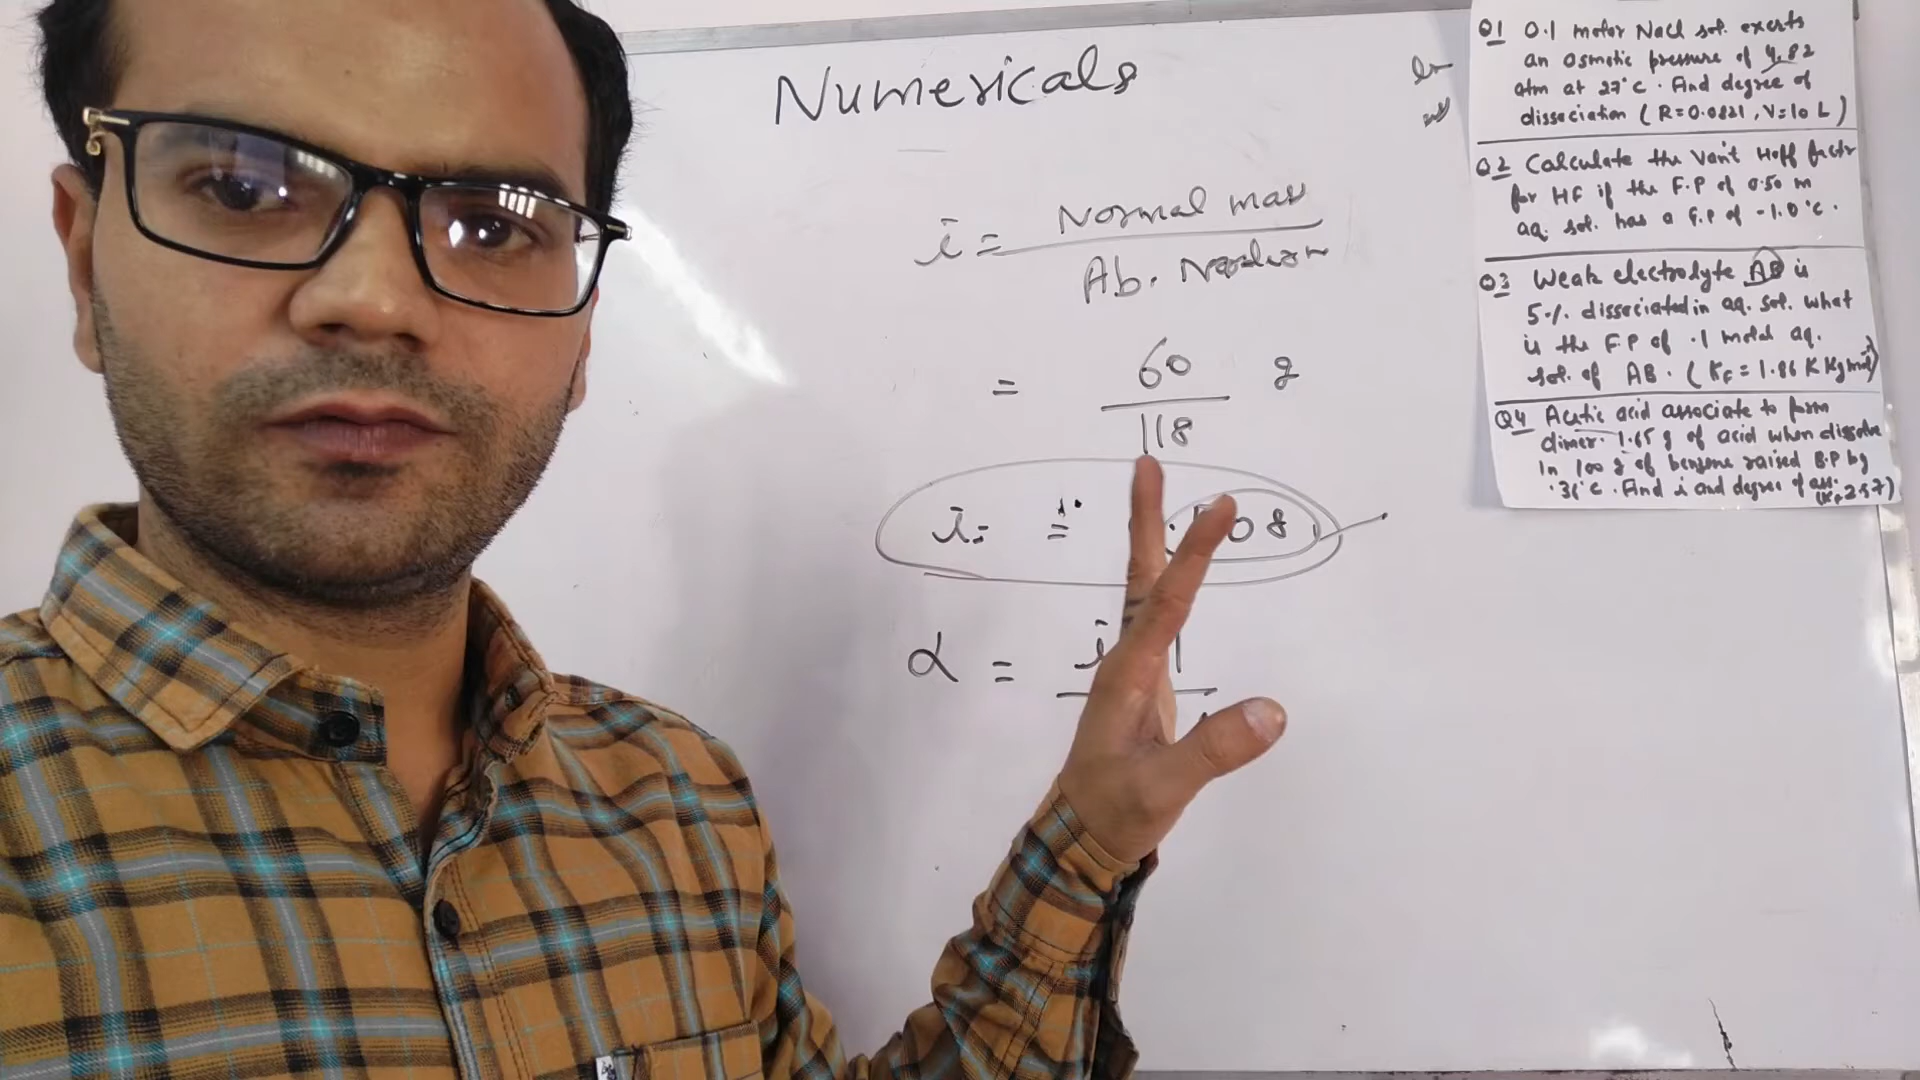 Numericals
i = Normal mass
Ab. 
= 60 g
118
i = = .508
α = i 1
Q1 0.1 molar NaCl sol. exerts
an osmotic pressure of 4.82
atm at 27°C. Find degree of
dissociation (R=0.0821, V=10 L)
Q2 Calculate the Van't Hoff factor
for HF if the F.P of 0.50 m
aq. sol. has a F.P of -1.0°C.
Q3 Weak electrolyte AB is
5% dissociated in aq. sol. what
is the F.P of .1 molal aq.
sol. of AB. (KF = 1.86 K Kg mol⁻¹)
Q4 Acetic acid associate to form
dimer. 1.65 g of acid when dissolve
in 100 g of benzene raised B.P by
.36°C. Find i and degree of ass.